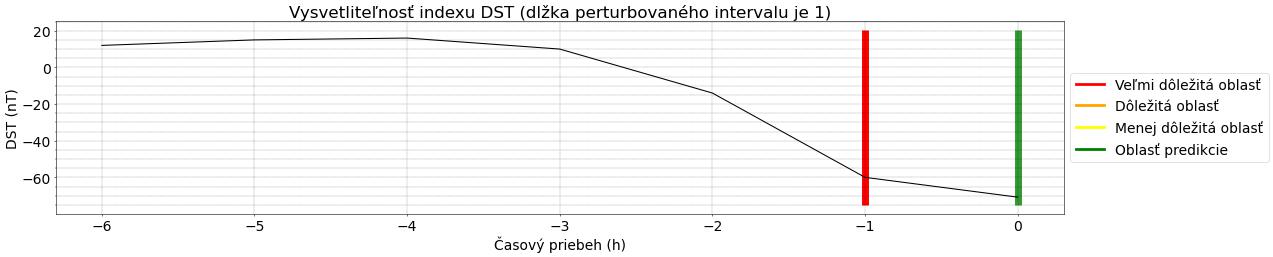 Vysvetliteľnosť indexu DST (dĺžka perturbovaného intervalu je 1)
DST (nT)
20
0
−20
−40
−60
−6
−5
−4
−3
−2
−1
0
Časový priebeh (h)
Veľmi dôležitá oblasť
Dôležitá oblasť
Menej dôležitá oblasť
Oblasť predikcie